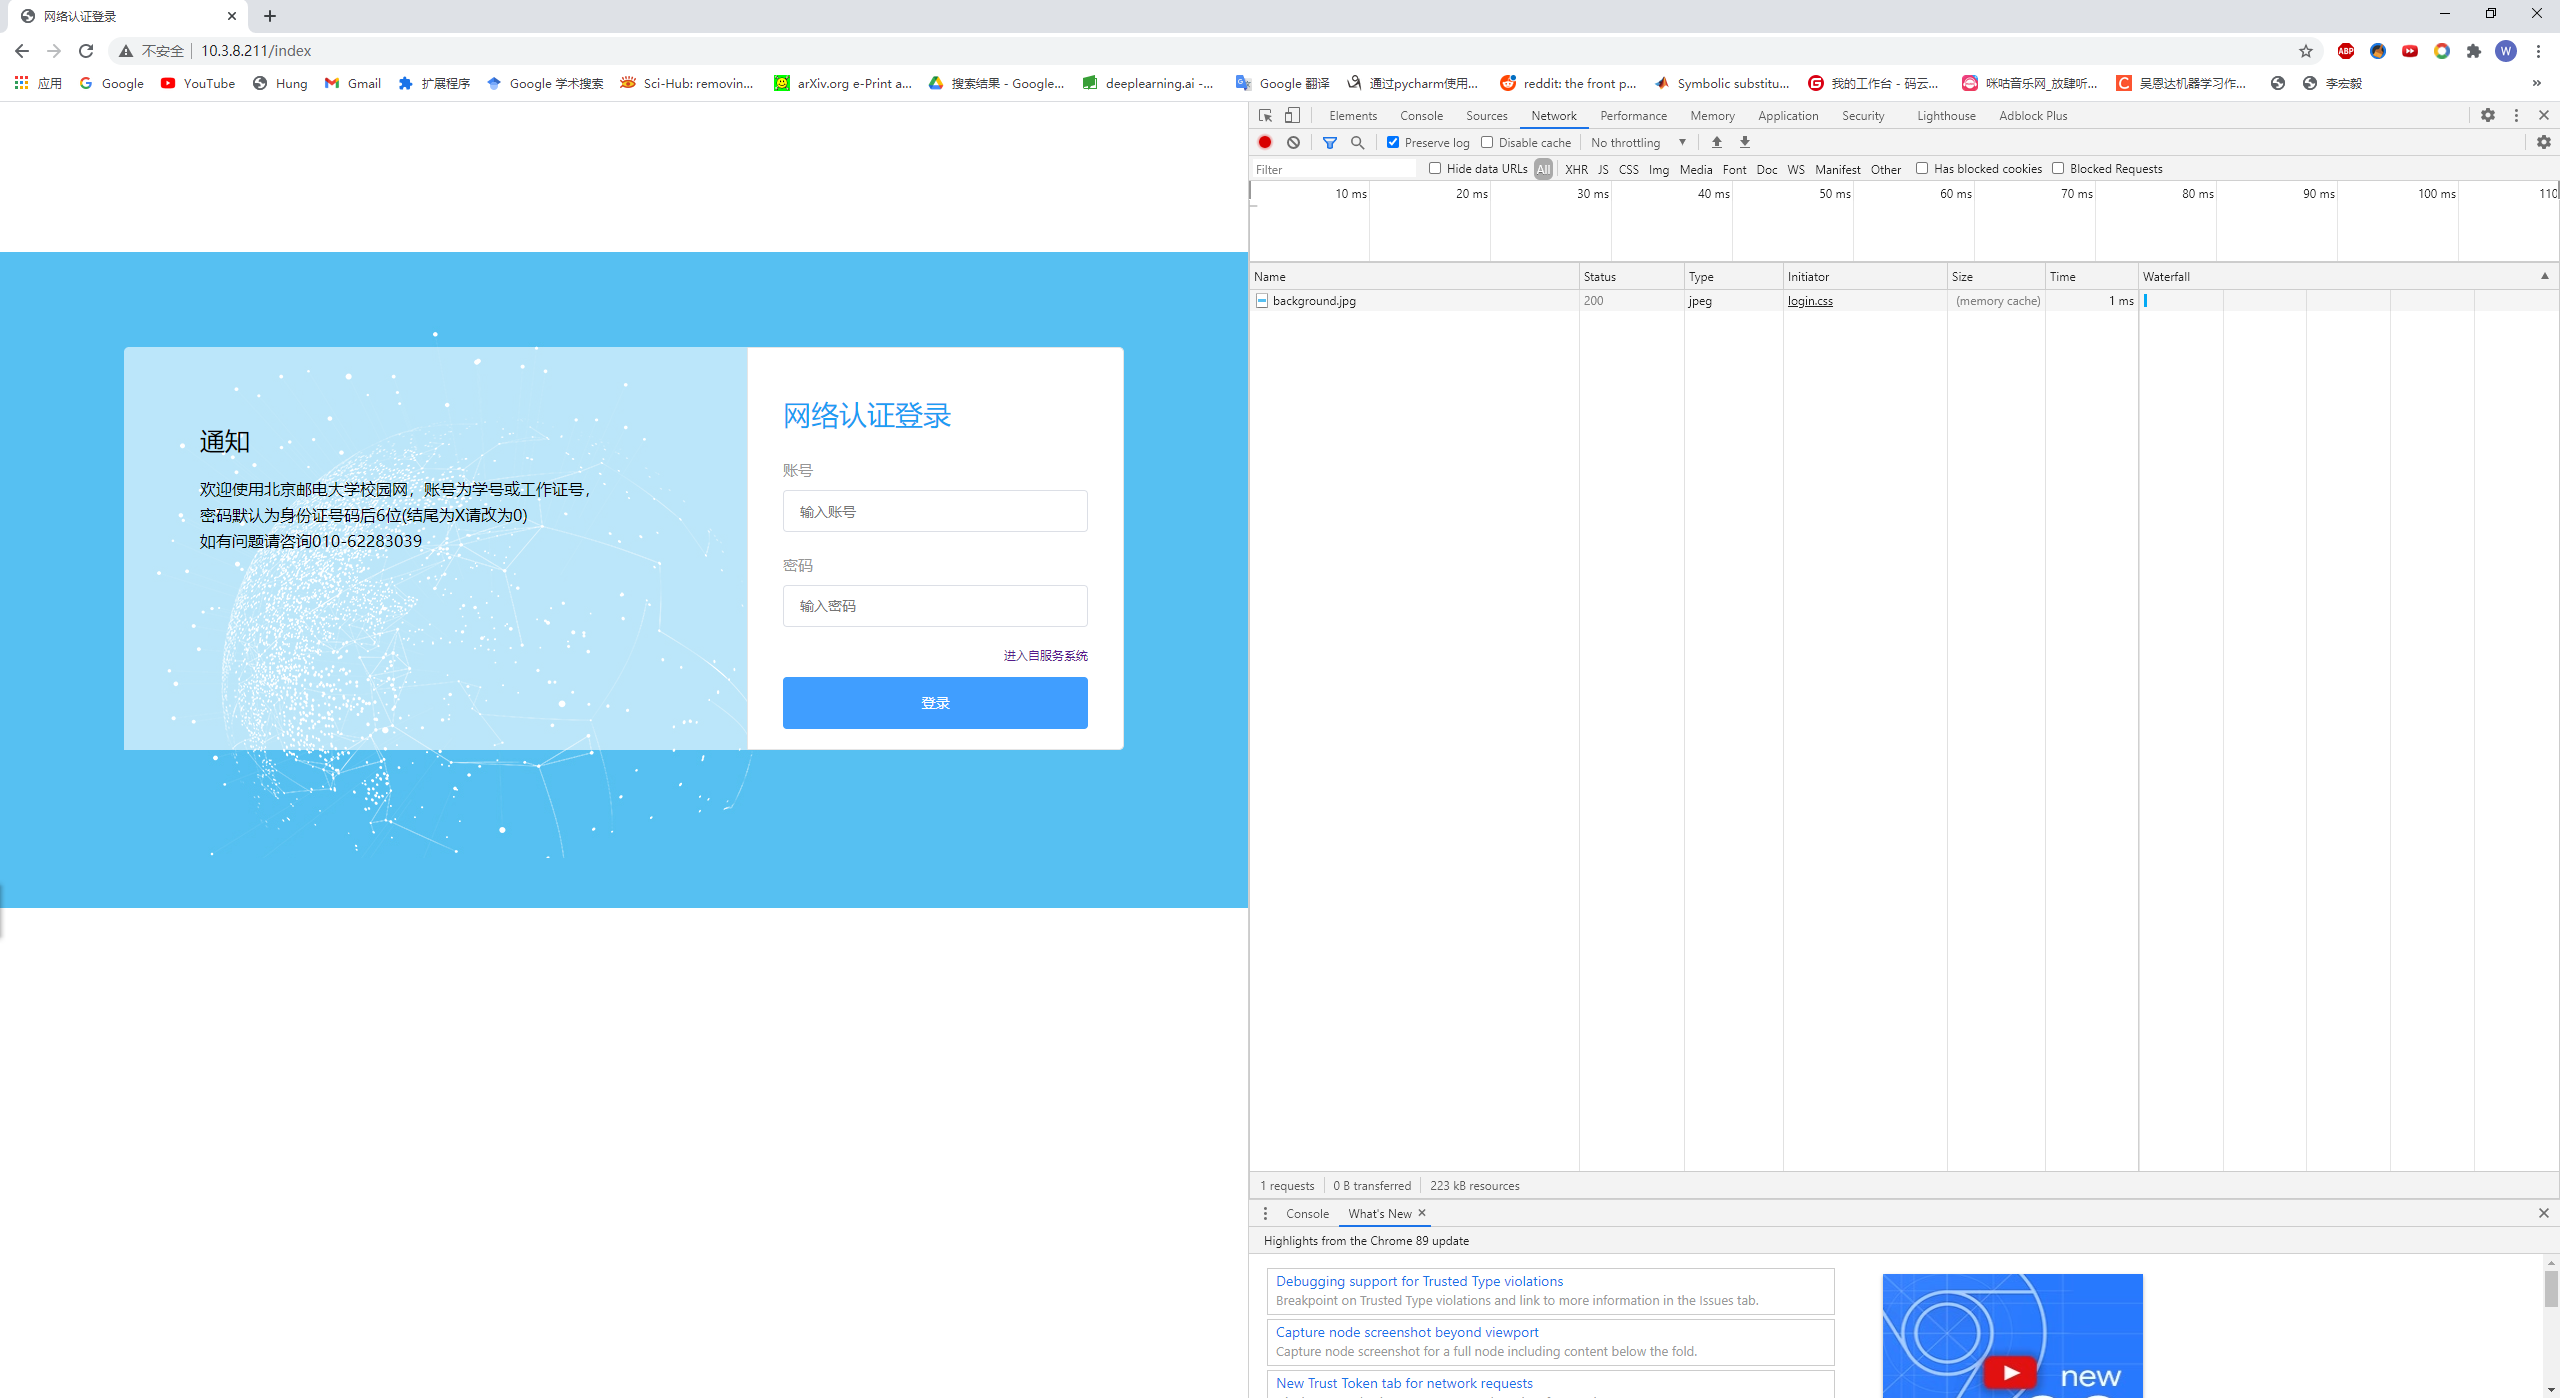 网络认证登录
不安全 10.3.8.211/index
ABP W
应用 Google YouTube Hung Gmail 扩展程序 Google 学术搜索 Sci-Hub: removin... arXiv.org e-Print a... 搜索结果 - Google... deeplearning.ai -... Google 翻译 通过pycharm使用... reddit: the front p... Symbolic substitu... 我的工作台 - 码云... 咪咕音乐网_放肆听... 吴恩达机器学习作... 李宏毅 »
通知
欢迎使用北京邮电大学校园网，账号为学号或工作证号，
密码默认为身份证号码后6位(结尾为X请改为0)
如有问题请咨询010-62283039
网络认证登录
账号
输入账号
密码
输入密码
进入自服务系统
登录
Elements Console Sources Network Performance Memory Application Security Lighthouse Adblock Plus
Preserve log Disable cache No throttling
Filter Hide data URLs All XHR JS CSS Img Media Font Doc WS Manifest Other Has blocked cookies Blocked Requests
10 ms 20 ms 30 ms 40 ms 50 ms 60 ms 70 ms 80 ms 90 ms 100 ms 110
Name Status Type Initiator Size Time Waterfall
background.jpg 200 jpeg login.css (memory cache) 1 ms
1 requests 0 B transferred 223 kB resources
Console What's New
Highlights from the Chrome 89 update
Debugging support for Trusted Type violations
Breakpoint on Trusted Type violations and link to more information in the Issues tab.
Capture node screenshot beyond viewport
Capture node screenshot for a full node including content below the fold.
New Trust Token tab for network requests
new